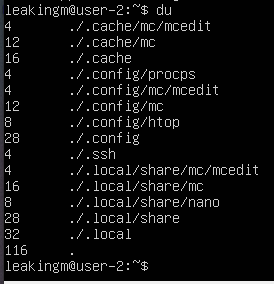 leakingm@user-2:~$ du
4 ./.cache/mc/mcedit
12 ./.cache/mc
16 ./.cache
4 ./.config/procps
4 ./.config/mc/mcedit
12 ./.config/mc
8 ./.config/htop
28 ./.config
4 ./.ssh
4 ./.local/share/mc/mcedit
16 ./.local/share/mc
8 ./.local/share/nano
28 ./.local/share
32 ./.local
116 .
leakingm@user-2:~$